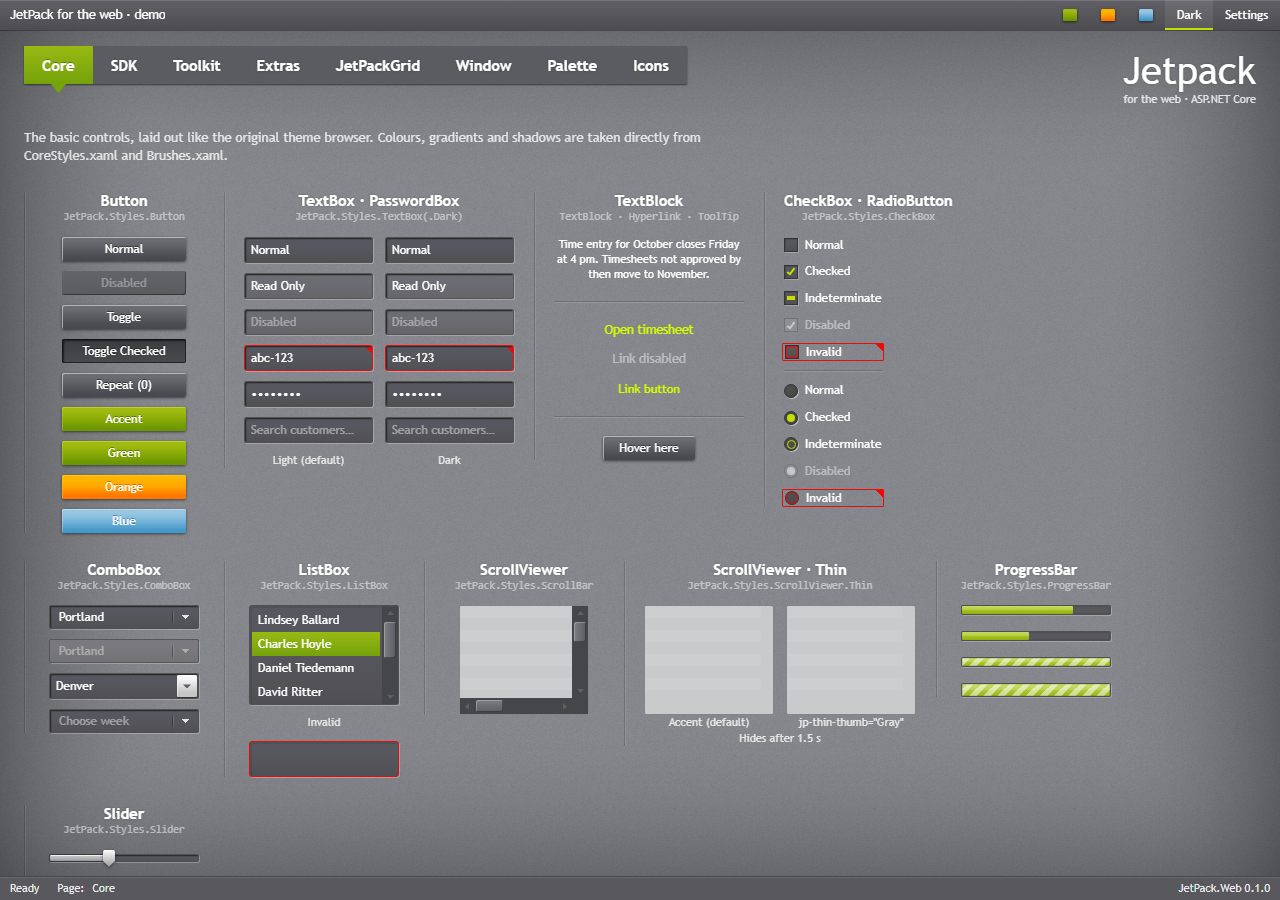 JetPack for the web · demo
Dark
Settings
Core
SDK
Toolkit
Extras
JetPackGrid
Window
Palette
Icons
Jetpack
for the web · ASP.NET Core
The basic controls, laid out like the original theme browser. Colours, gradients and shadows are taken directly from
CoreStyles.xaml and Brushes.xaml.
Button
JetPack.Styles.Button
Normal
Disabled
Toggle
Toggle Checked
Repeat (0)
Accent
Green
Orange
Blue
TextBox · PasswordBox
JetPack.Styles.TextBox(.Dark)
Normal
Normal
Read Only
Read Only
Disabled
Disabled
abc-123
abc-123
••••••••
••••••••
Search customers...
Search customers...
Light (default)
Dark
TextBlock
TextBlock · Hyperlink · ToolTip
Time entry for October closes Friday
at 4 pm. Timesheets not approved by
then move to November.
Open timesheet
Link disabled
Link button
Hover here
CheckBox · RadioButton
JetPack.Styles.CheckBox
Normal
Checked
Indeterminate
Disabled
Invalid
Normal
Checked
Indeterminate
Disabled
Invalid
ComboBox
JetPack.Styles.ComboBox
Portland
Portland
Denver
Choose week
ListBox
JetPack.Styles.ListBox
Lindsey Ballard
Charles Hoyle
Daniel Tiedemann
David Ritter
Invalid
ScrollViewer
JetPack.Styles.ScrollBar
ScrollViewer · Thin
JetPack.Styles.ScrollViewer.Thin
Accent (default)
jp-thin-thumb="Gray"
Hides after 1.5 s
ProgressBar
JetPack.Styles.ProgressBar
Slider
JetPack.Styles.Slider
Ready
Page: Core
JetPack.Web 0.1.0